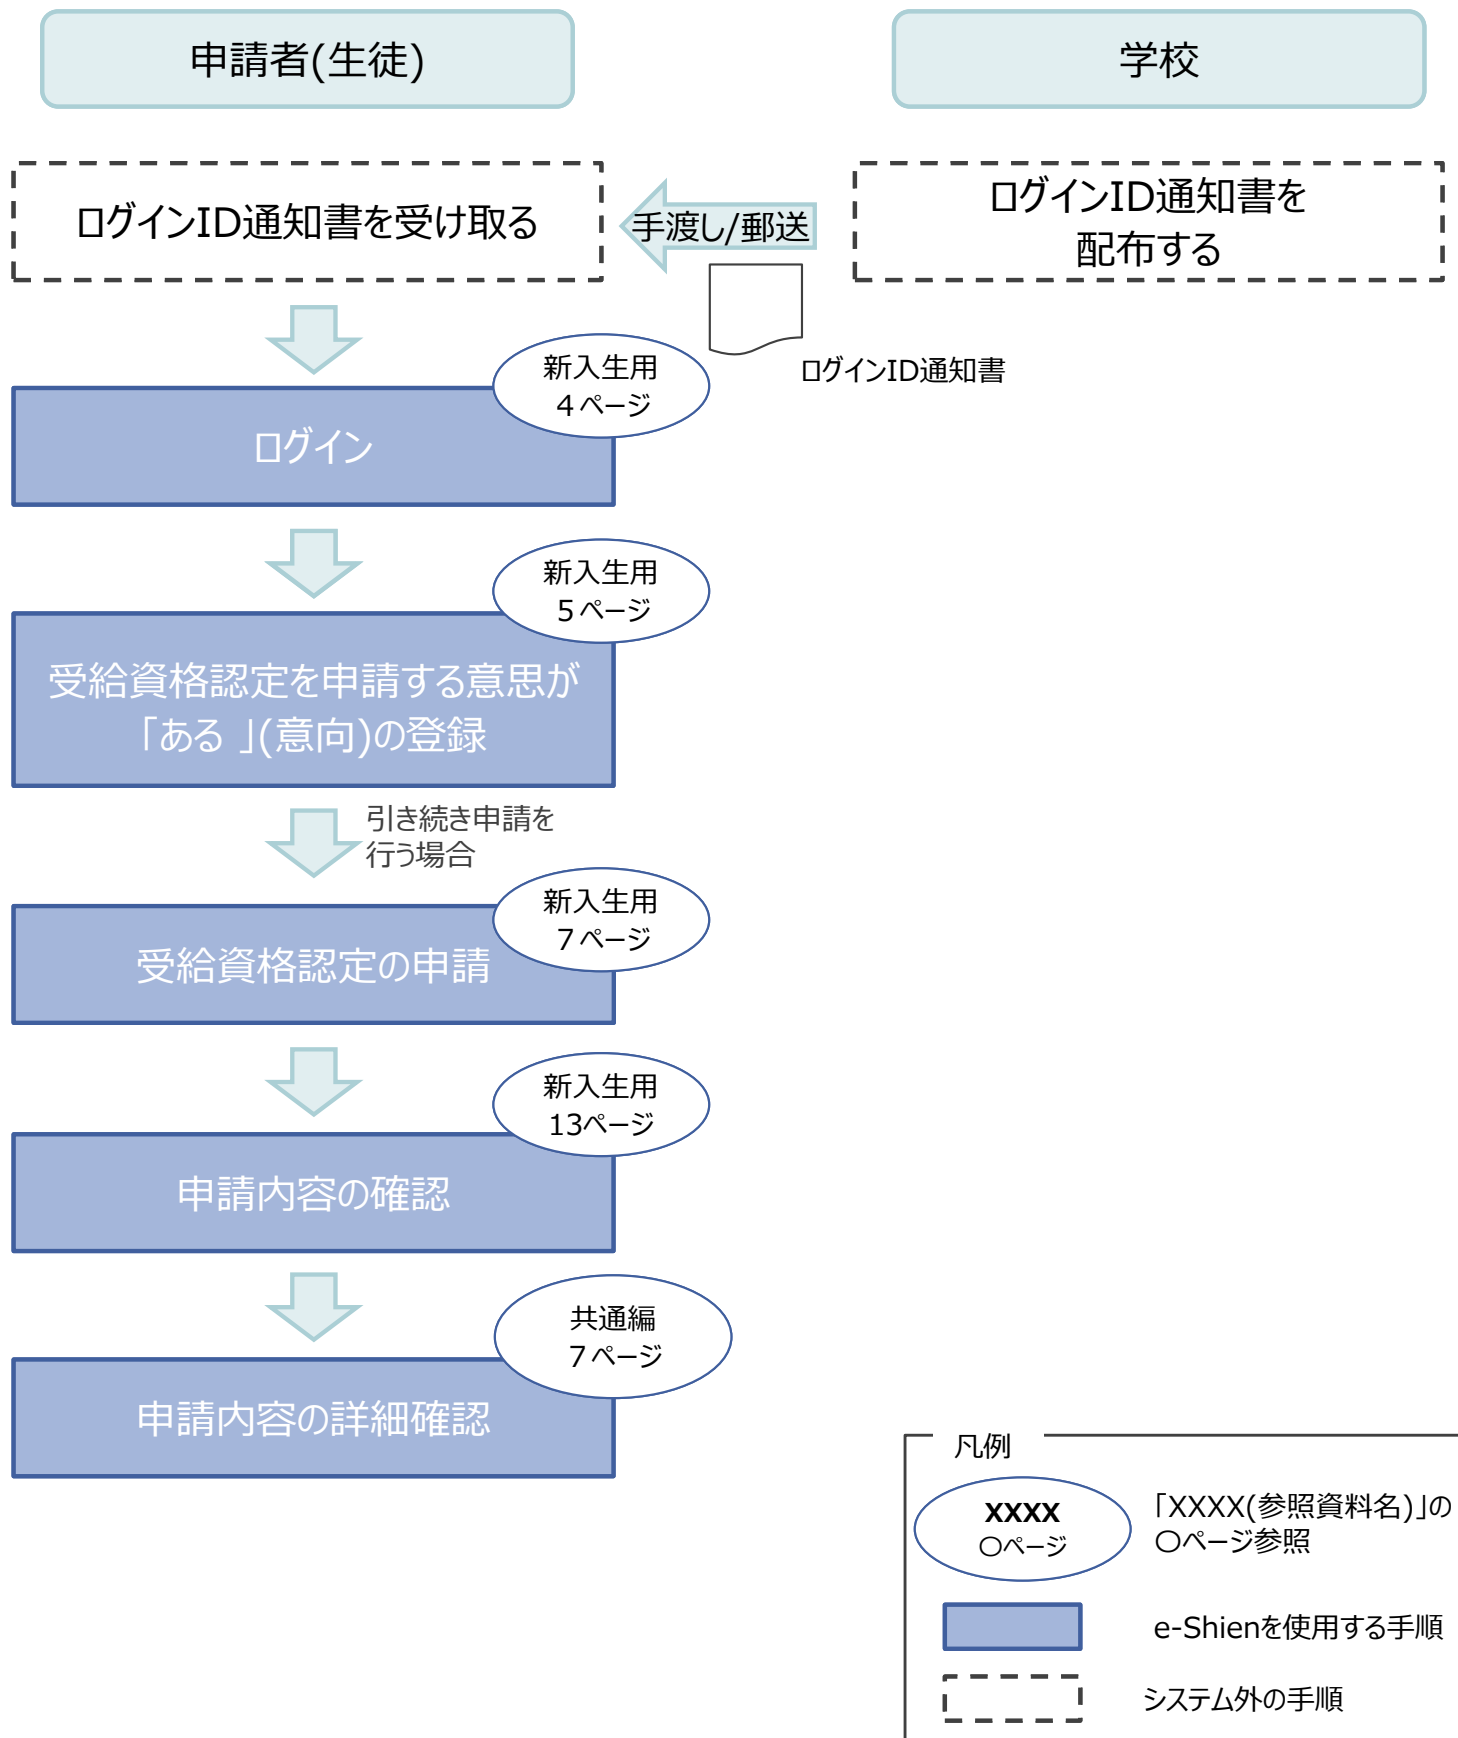 申請者(生徒)
学校
ログインID通知書を受け取る
手渡し/郵送
ログインID通知書を
配布する
ログインID通知書
新入生用
４ページ
ログイン
新入生用
５ページ
受給資格認定を申請する意思が
「ある 」(意向)の登録
引き続き申請を
行う場合
新入生用
７ページ
受給資格認定の申請
新入生用
13ページ
申請内容の確認
共通編
７ページ
申請内容の詳細確認
凡例
XXXX
〇ページ
「XXXX(参照資料名)」の
〇ページ参照
e-Shienを使用する手順
システム外の手順